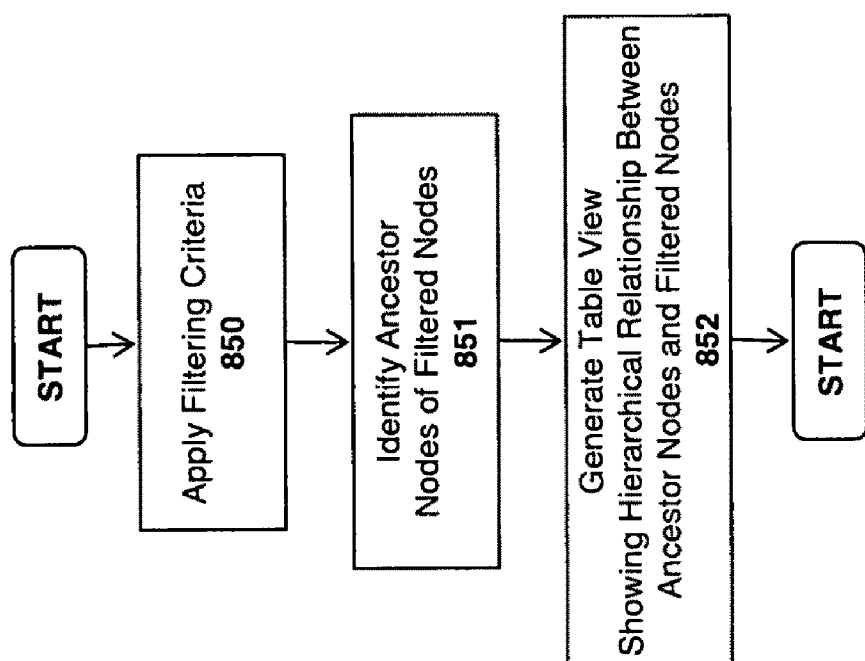 START
Apply Filtering Criteria
850
Identify Ancestor
Nodes of Filtered Nodes
851
Generate Table View
Showing Hierarchical Relationship Between
Ancestor Nodes and Filtered Nodes
852
START